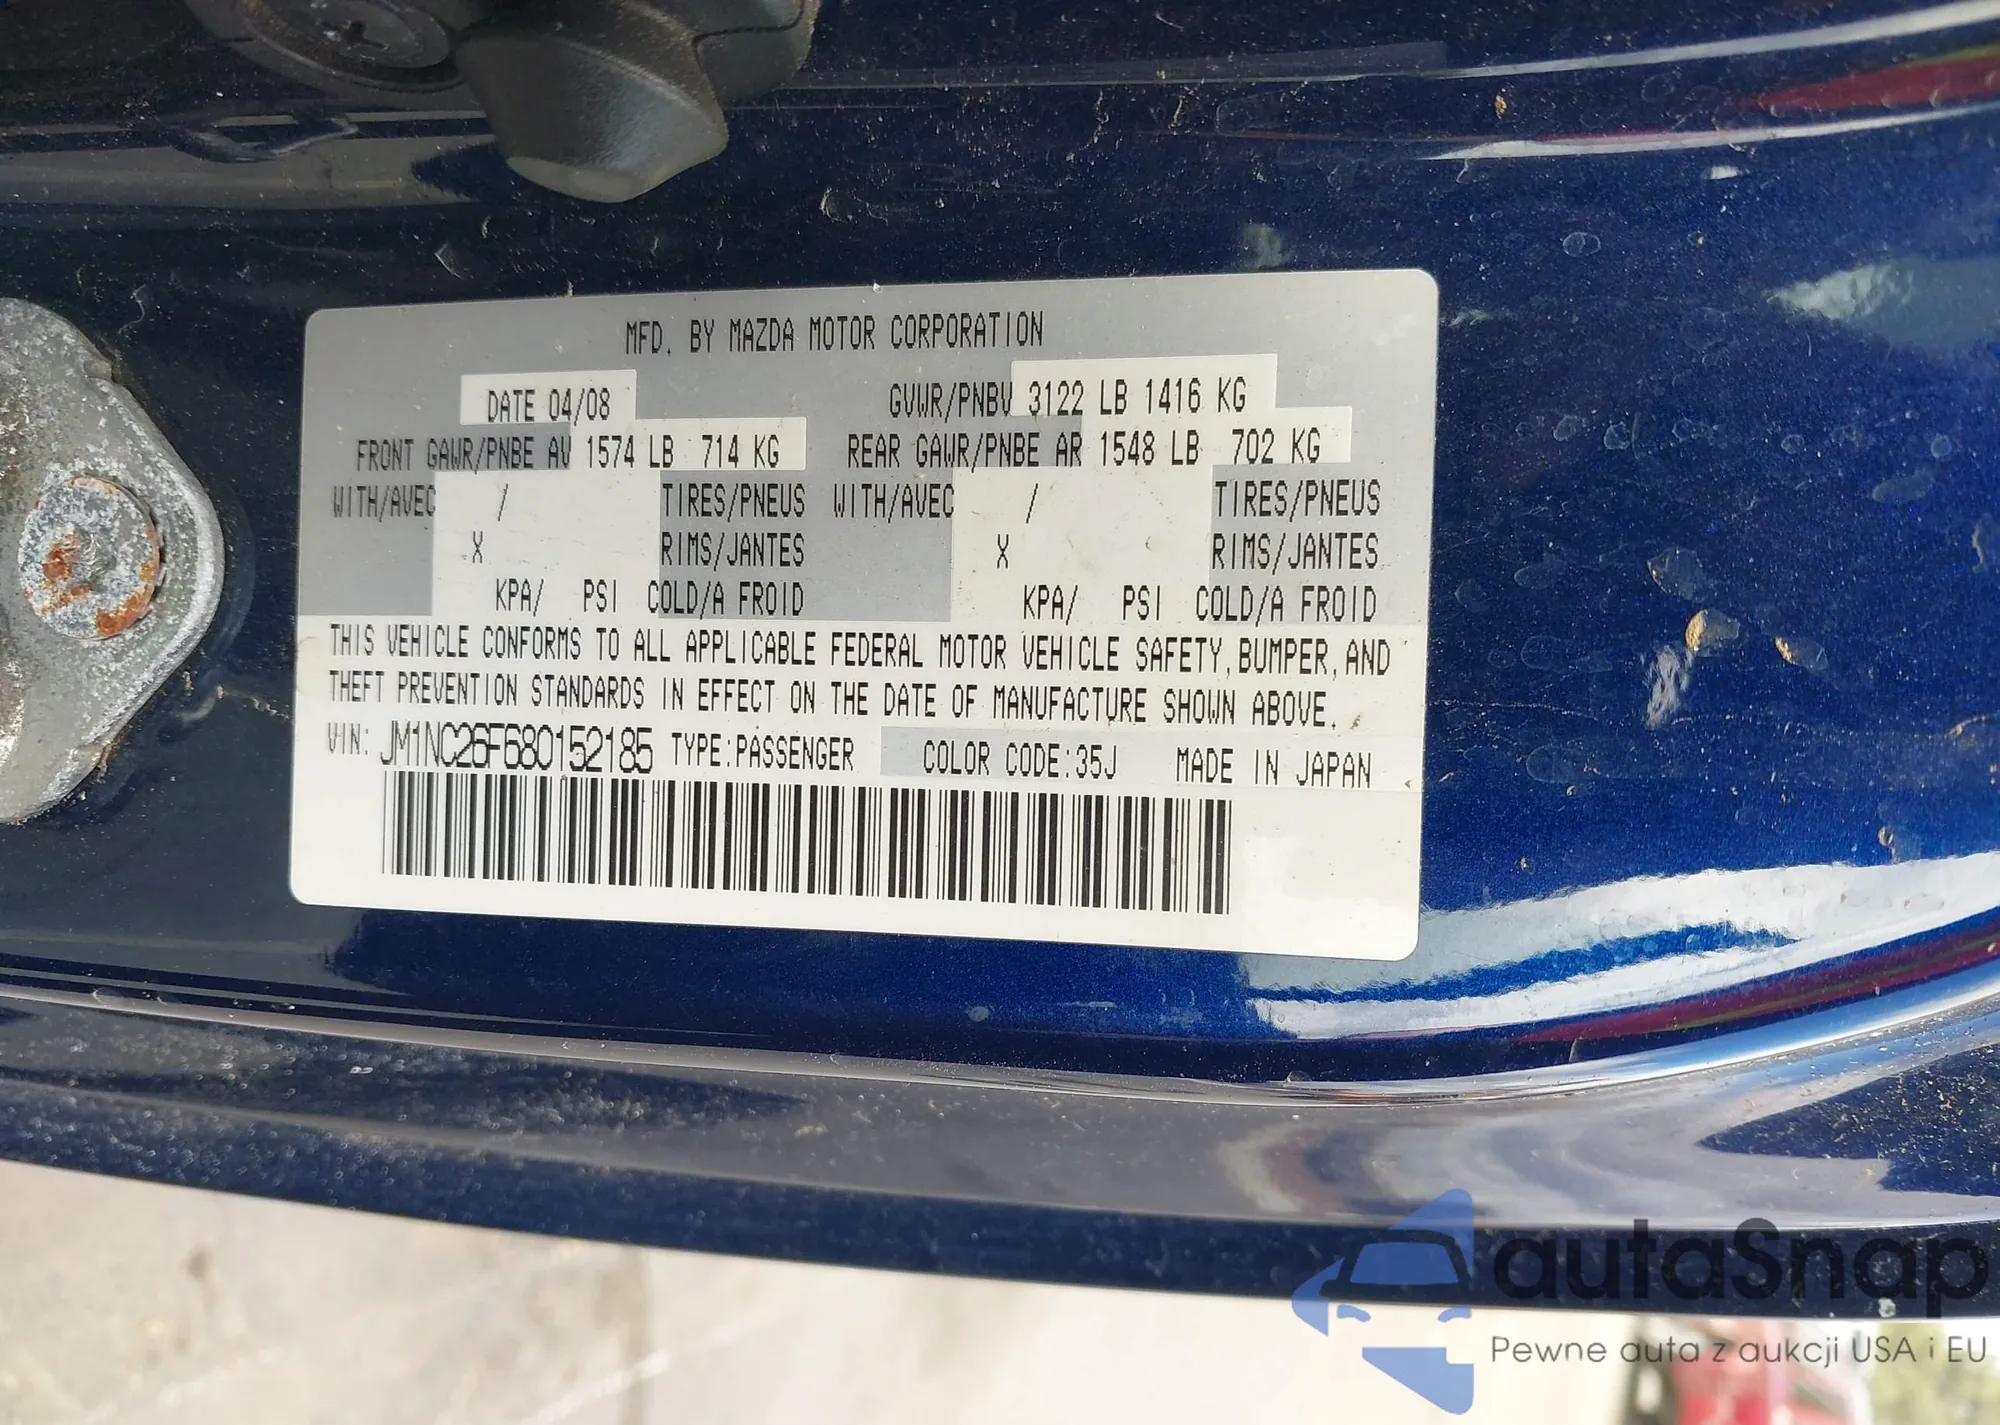 MFD. BY MAZDA MOTOR CORPORATION
DATE 04/08 GVWR/PNBV 3122 LB 1416 KG
FRONT GAWR/PNBE AV 1574 LB 714 KG REAR GAWR/PNBE AR 1548 LB 702 KG
WITH/AVEC / TIRES/PNEUS WITH/AVEC / TIRES/PNEUS
X RIMS/JANTES X RIMS/JANTES
KPA/ PSI COLD/A FROID KPA/ PSI COLD/A FROID
THIS VEHICLE CONFORMS TO ALL APPLICABLE FEDERAL MOTOR VEHICLE SAFETY, BUMPER, AND
THEFT PREVENTION STANDARDS IN EFFECT ON THE DATE OF MANUFACTURE SHOWN ABOVE.
VIN: JM1NC26F680152185 TYPE:PASSENGER COLOR CODE:35J MADE IN JAPAN
autaSnap
Pewne auta z aukcji USA i EU